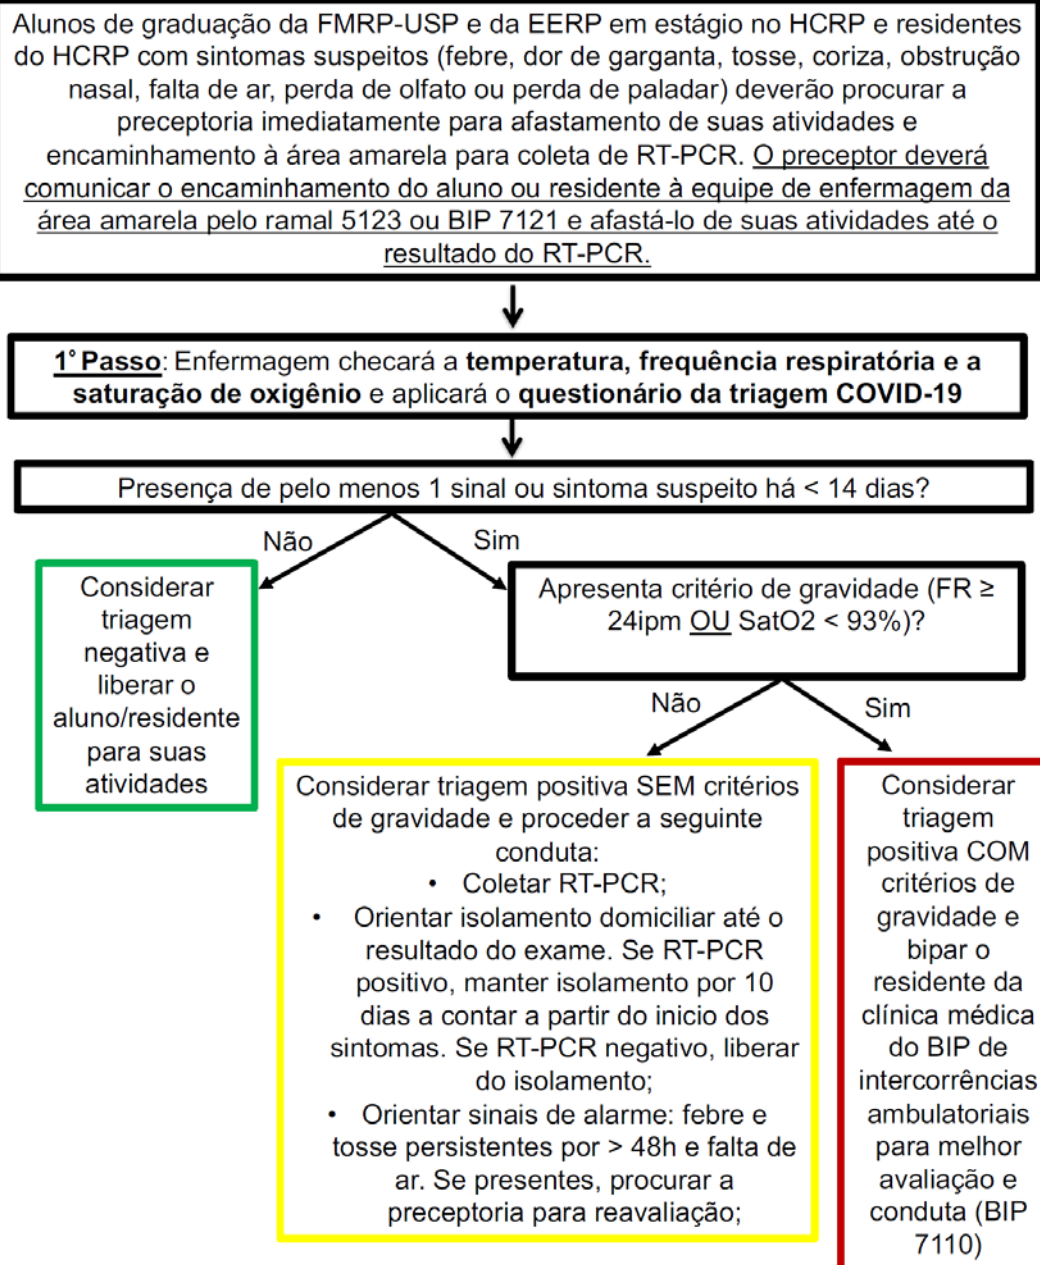 Alunos de graduação da FMRP-USP e da EERP em estágio no HCRP e residentes
do HCRP com sintomas suspeitos (febre, dor de garganta, tosse, coriza, obstrução
nasal, falta de ar, perda de olfato ou perda de paladar) deverão procurar a
preceptoria imediatamente para afastamento de suas atividades e
encaminhamento à área amarela para coleta de RT-PCR. O preceptor deverá
comunicar o encaminhamento do aluno ou residente à equipe de enfermagem da
área amarela pelo ramal 5123 ou BIP 7121 e afastá-lo de suas atividades até o
resultado do RT-PCR.
1° Passo: Enfermagem checará a temperatura, frequência respiratória e a
saturação de oxigênio e aplicará o questionário da triagem COVID-19
Presença de pelo menos 1 sinal ou sintoma suspeito há < 14 dias?
Não
Sim
Considerar
triagem
negativa e
liberar o
aluno/residente
para suas
atividades
Apresenta critério de gravidade (FR ≥
24ipm OU SatO2 < 93%)?
Não
Sim
Considerar triagem positiva SEM critérios
de gravidade e proceder a seguinte
conduta:
• Coletar RT-PCR;
• Orientar isolamento domiciliar até o
resultado do exame. Se RT-PCR
positivo, manter isolamento por 10
dias a contar a partir do inicio dos
sintomas. Se RT-PCR negativo, liberar
do isolamento;
• Orientar sinais de alarme: febre e
tosse persistentes por > 48h e falta de
ar. Se presentes, procurar a
preceptoria para reavaliação;
Considerar
triagem
positiva COM
critérios de
gravidade e
bipar o
residente da
clínica médica
do BIP de
intercorrências
ambulatoriais
para melhor
avaliação e
conduta (BIP
7110)